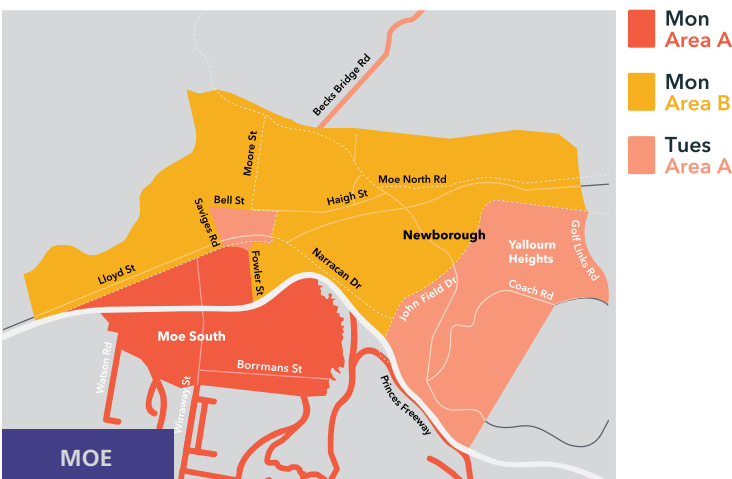 Mon
Area A
Mon
Area B
Tues
Area A
Becks Bridge Rd
Moore St
Moe North Rd
Haigh St
Bell St
Saviges Rd
Newborough
Yallourn
Heights
Golf Links Rd
Lloyd St
Fowler St
Narracan Dr
Coach Rd
John Field Dr
Moe South
Watson Rd
Borrmans St
Wirraway St
Princes Freeway
MOE